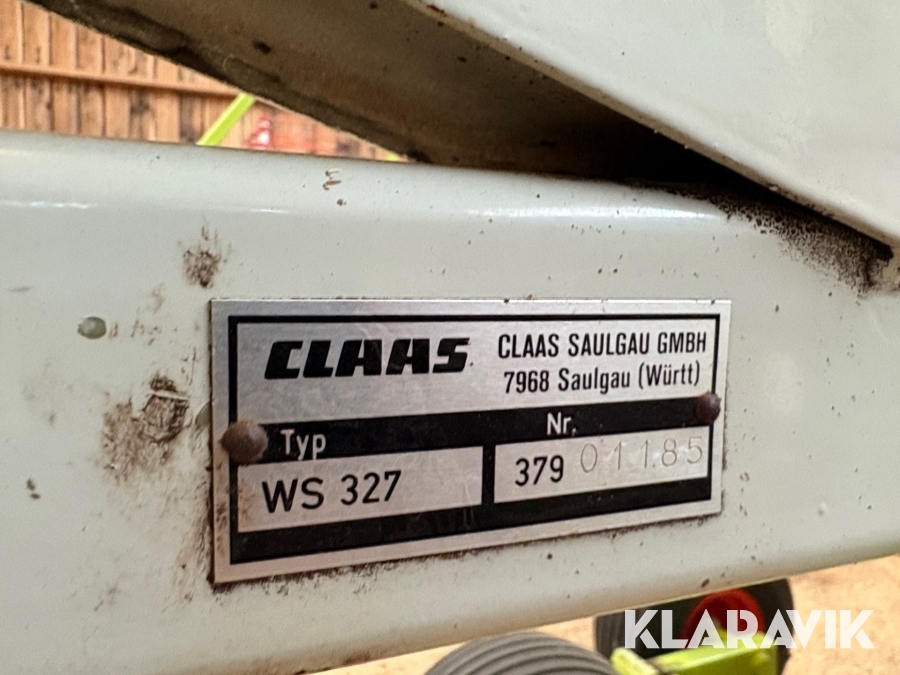 CLAAS
CLAAS SAULGAU GMBH
7968 Saulgau (Württ)
Typ
Nr.
WS 327
379 01185
KLARAVIK